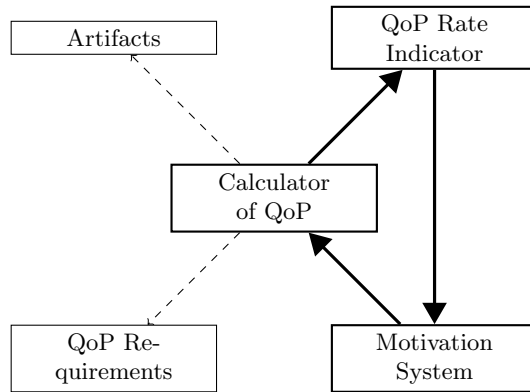 Artifacts
QoP Rate
Indicator
Calculator
of QoP
QoP Re-
quirements
Motivation
System